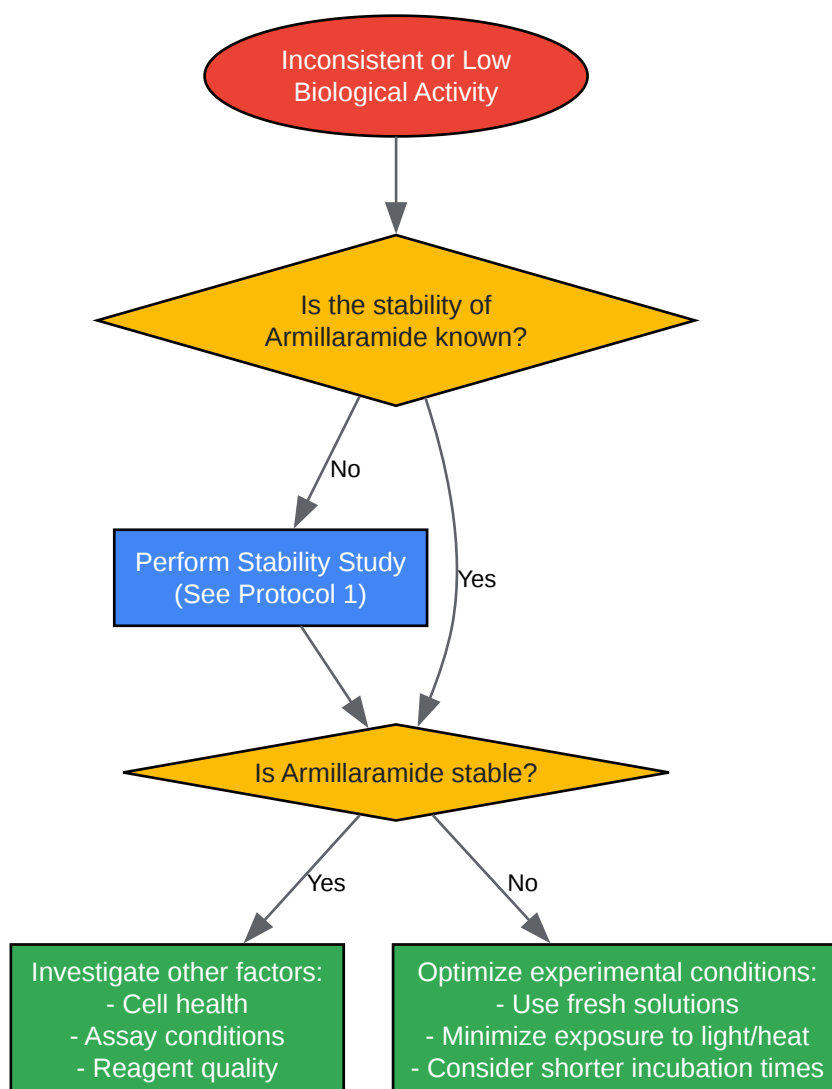 Inconsistent or Low
Biological Activity
Is the stability of
Armillaramide known?
No
Yes
Perform Stability Study
(See Protocol 1)
Is Armillaramide stable?
Yes
No
Investigate other factors:
- Cell health
- Assay conditions
- Reagent quality
Optimize experimental conditions:
- Use fresh solutions
- Minimize exposure to light/heat
- Consider shorter incubation times